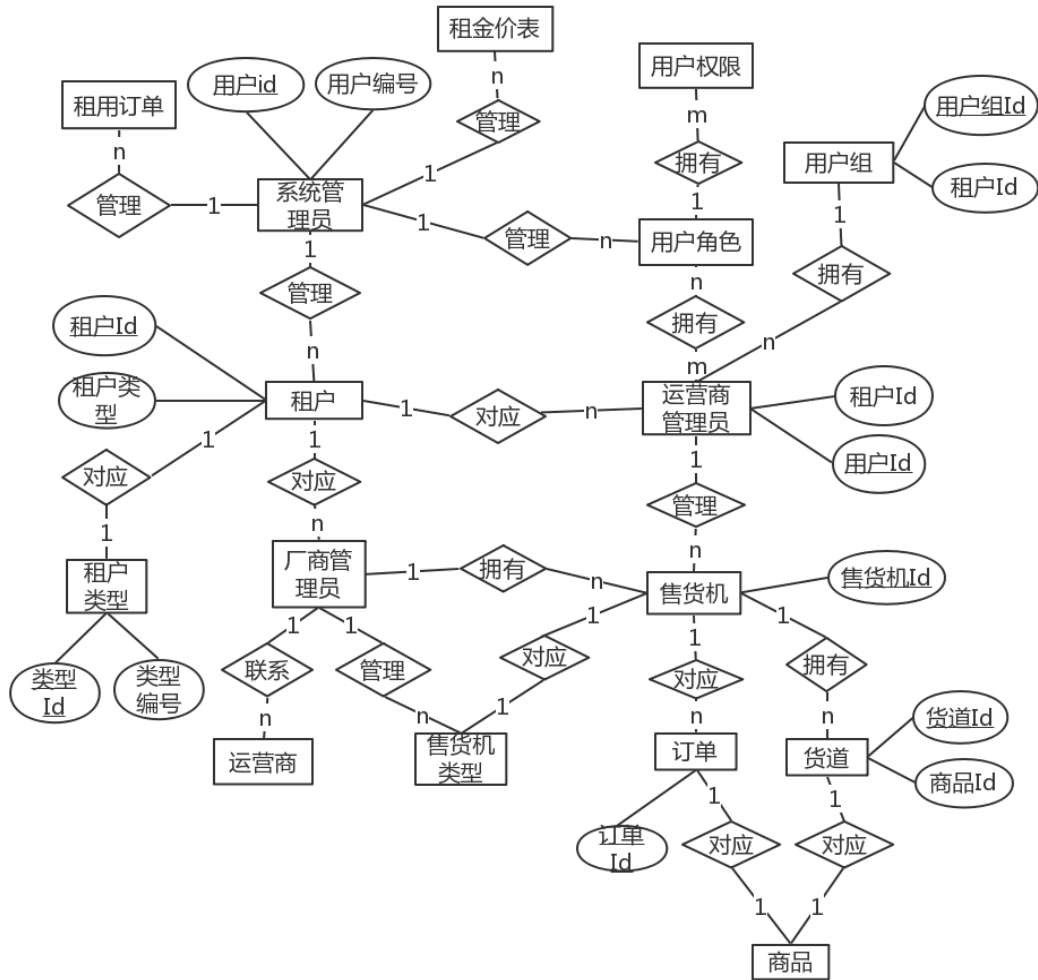 租金价表
用户权限
租用订单
用户id
用户编号
n
m
用户组Id
管理
n
拥有
用户组
租户Id
管理
1
系统管
理员
1
1
1
管理
n
用户角色
1
1
n
拥有
管理
租户Id
拥有
n
n
m
租户类
型
租户
1
对应
n
运营商
管理员
租户Id
用户Id
1
1
1
对应
对应
管理
1
n
n
租户
类型
厂商管
理员
1
拥有
n
售货机
售货机Id
1
1
1
1
1
联系
管理
对应
对应
拥有
类型
Id
类型
编号
n
n
1
n
n
运营商
售货机
类型
订单
货道
货道Id
商品Id
1
1
订单
Id
对应
对应
1
1
商品